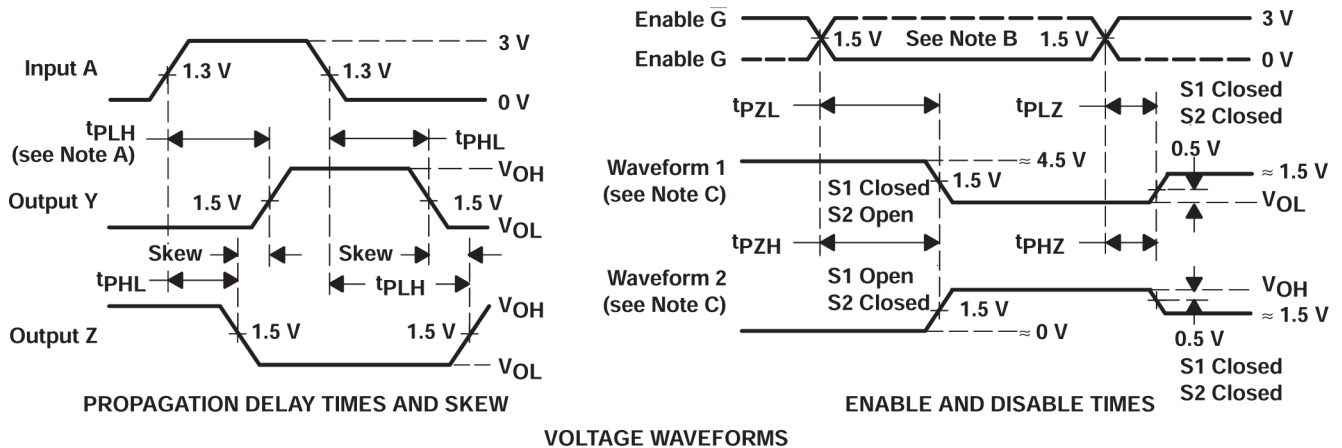 3 V
Input A
1.3 V
1.3 V
0 V
tPLH
(see Note A)
tPHL
VOH
Output Y
1.5 V
1.5 V
VOL
Skew
Skew
tPHL
tPLH
VOH
Output Z
1.5 V
1.5 V
VOL
PROPAGATION DELAY TIMES AND SKEW
Enable G̅
3 V
1.5 V
See Note B
1.5 V
Enable G
0 V
S1 Closed
S2 Closed
tPZL
tPLZ
0.5 V
Waveform 1
(see Note C)
≈ 4.5 V
S1 Closed
S2 Open
1.5 V
≈ 1.5 V
VOL
tPZH
tPHZ
Waveform 2
(see Note C)
S1 Open
S2 Closed
1.5 V
≈ 0 V
VOH
≈ 1.5 V
0.5 V
S1 Closed
S2 Closed
ENABLE AND DISABLE TIMES
VOLTAGE WAVEFORMS